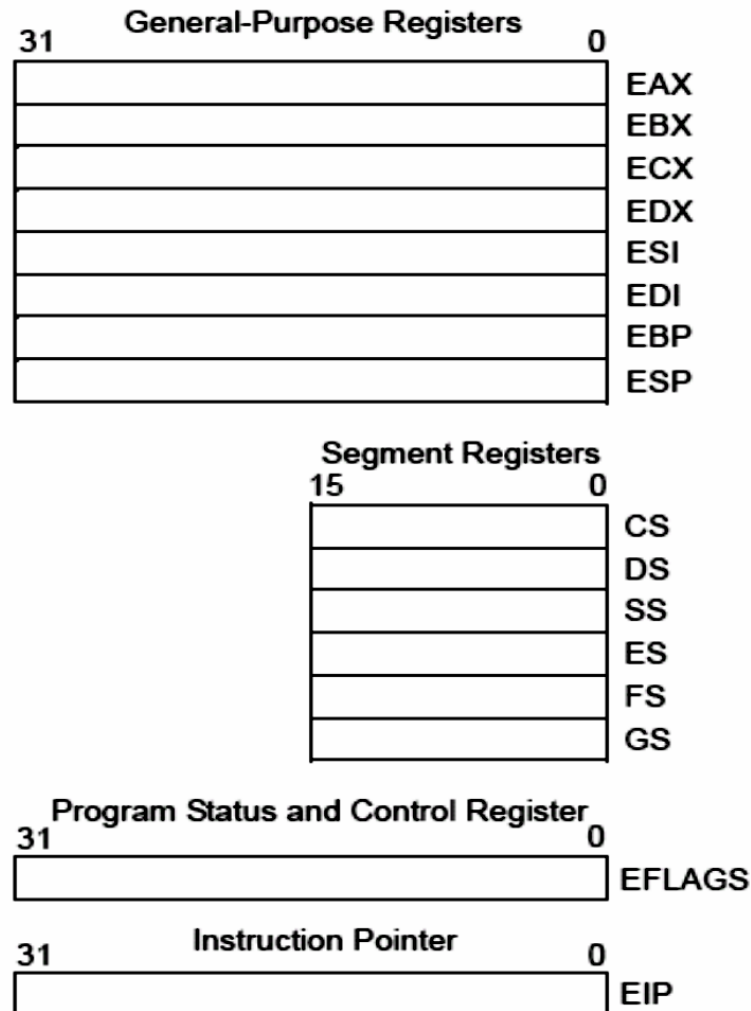 General-Purpose Registers
31 0
EAX
EBX
ECX
EDX
ESI
EDI
EBP
ESP
Segment Registers
15 0
CS
DS
SS
ES
FS
GS
Program Status and Control Register
31 0
EFLAGS
Instruction Pointer
31 0
EIP